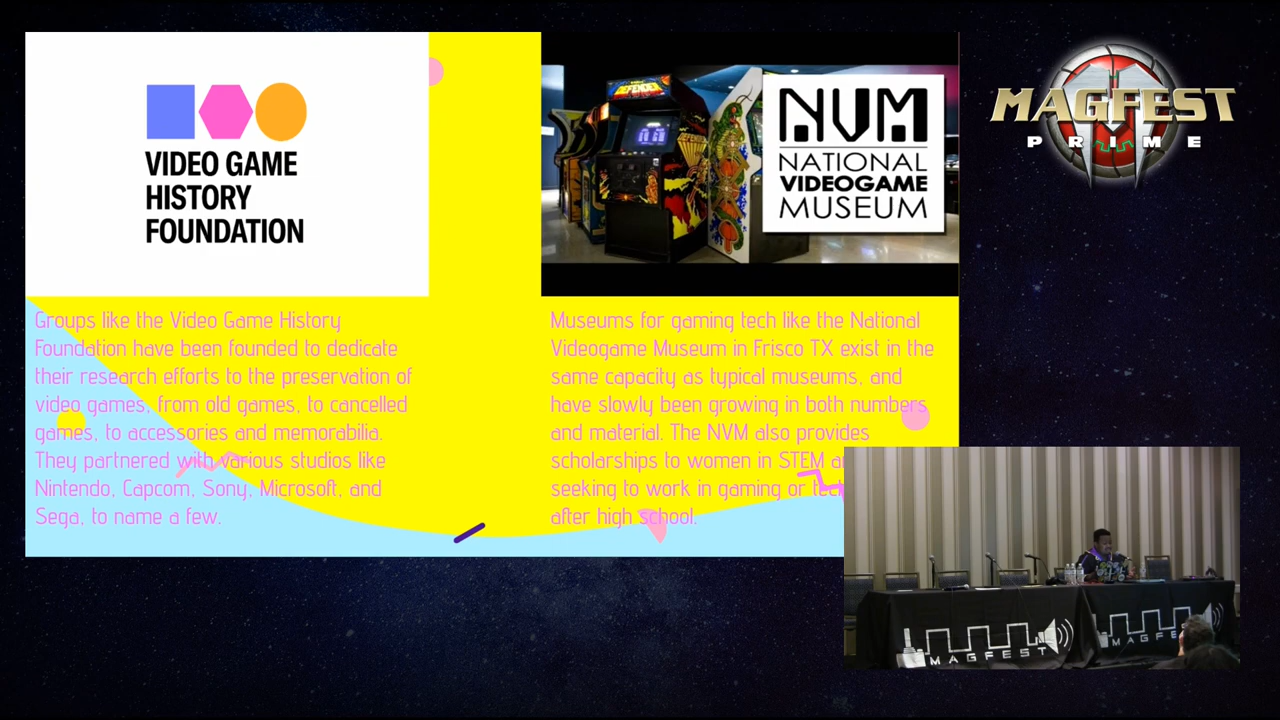 VIDEO GAME
HISTORY
FOUNDATION
DEFENDER
NVM
NATIONAL
VIDEOGAME
MUSEUM
MAGFEST
PRIME
Groups like the Video Game History
Foundation have been founded to dedicate
their research efforts to the preservation of
video games, from old games, to cancelled
games, to accessories and memorabilia.
They partnered with various studios like
Nintendo, Capcom, Sony, Microsoft, and
Sega, to name a few.
Museums for gaming tech like the National
Videogame Museum in Frisco TX exist in the
same capacity as typical museums, and
have slowly been growing in both numbers
and material. The NVM also provides
scholarships to women in STEM
seeking to work in gaming or
after high school.
MAGFEST